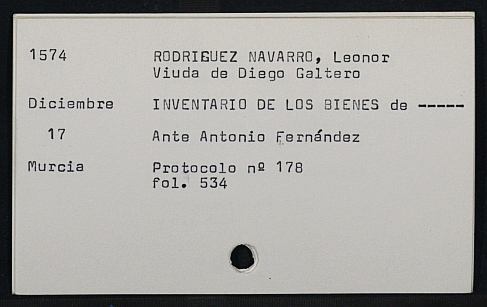 1574 RODRIGUEZ NAVARRO, Leonor
Viuda de Diego Galtero
Diciembre INVENTARIO DE LOS BIENES de -----
17 Ante Antonio Fernández
Murcia Protocolo nº 178
fol. 534